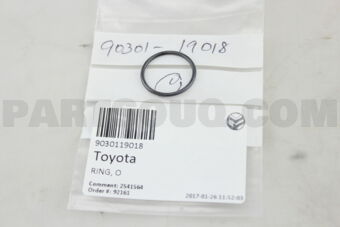 90301-19018
PARTSOUQ.COM
9030119018
Toyota
RING, O
Comment: 2541564
Order #: 92161
2017-01-26 11:52:03